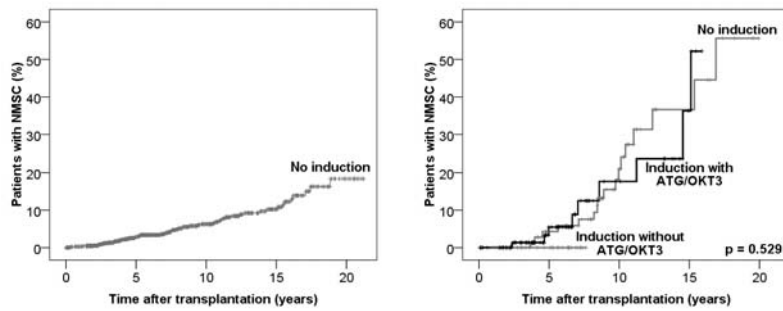 Patients with NMSC (%)
60
50
40
30
20
10
0
No induction
0
5
10
15
20
Time after transplantation (years)
Patients with NMSC (%)
60
50
40
30
20
10
0
No induction
Induction with
ATG/OKT3
Induction without
ATG/OKT3
p = 0.529
0
5
10
15
20
Time after transplantation (years)